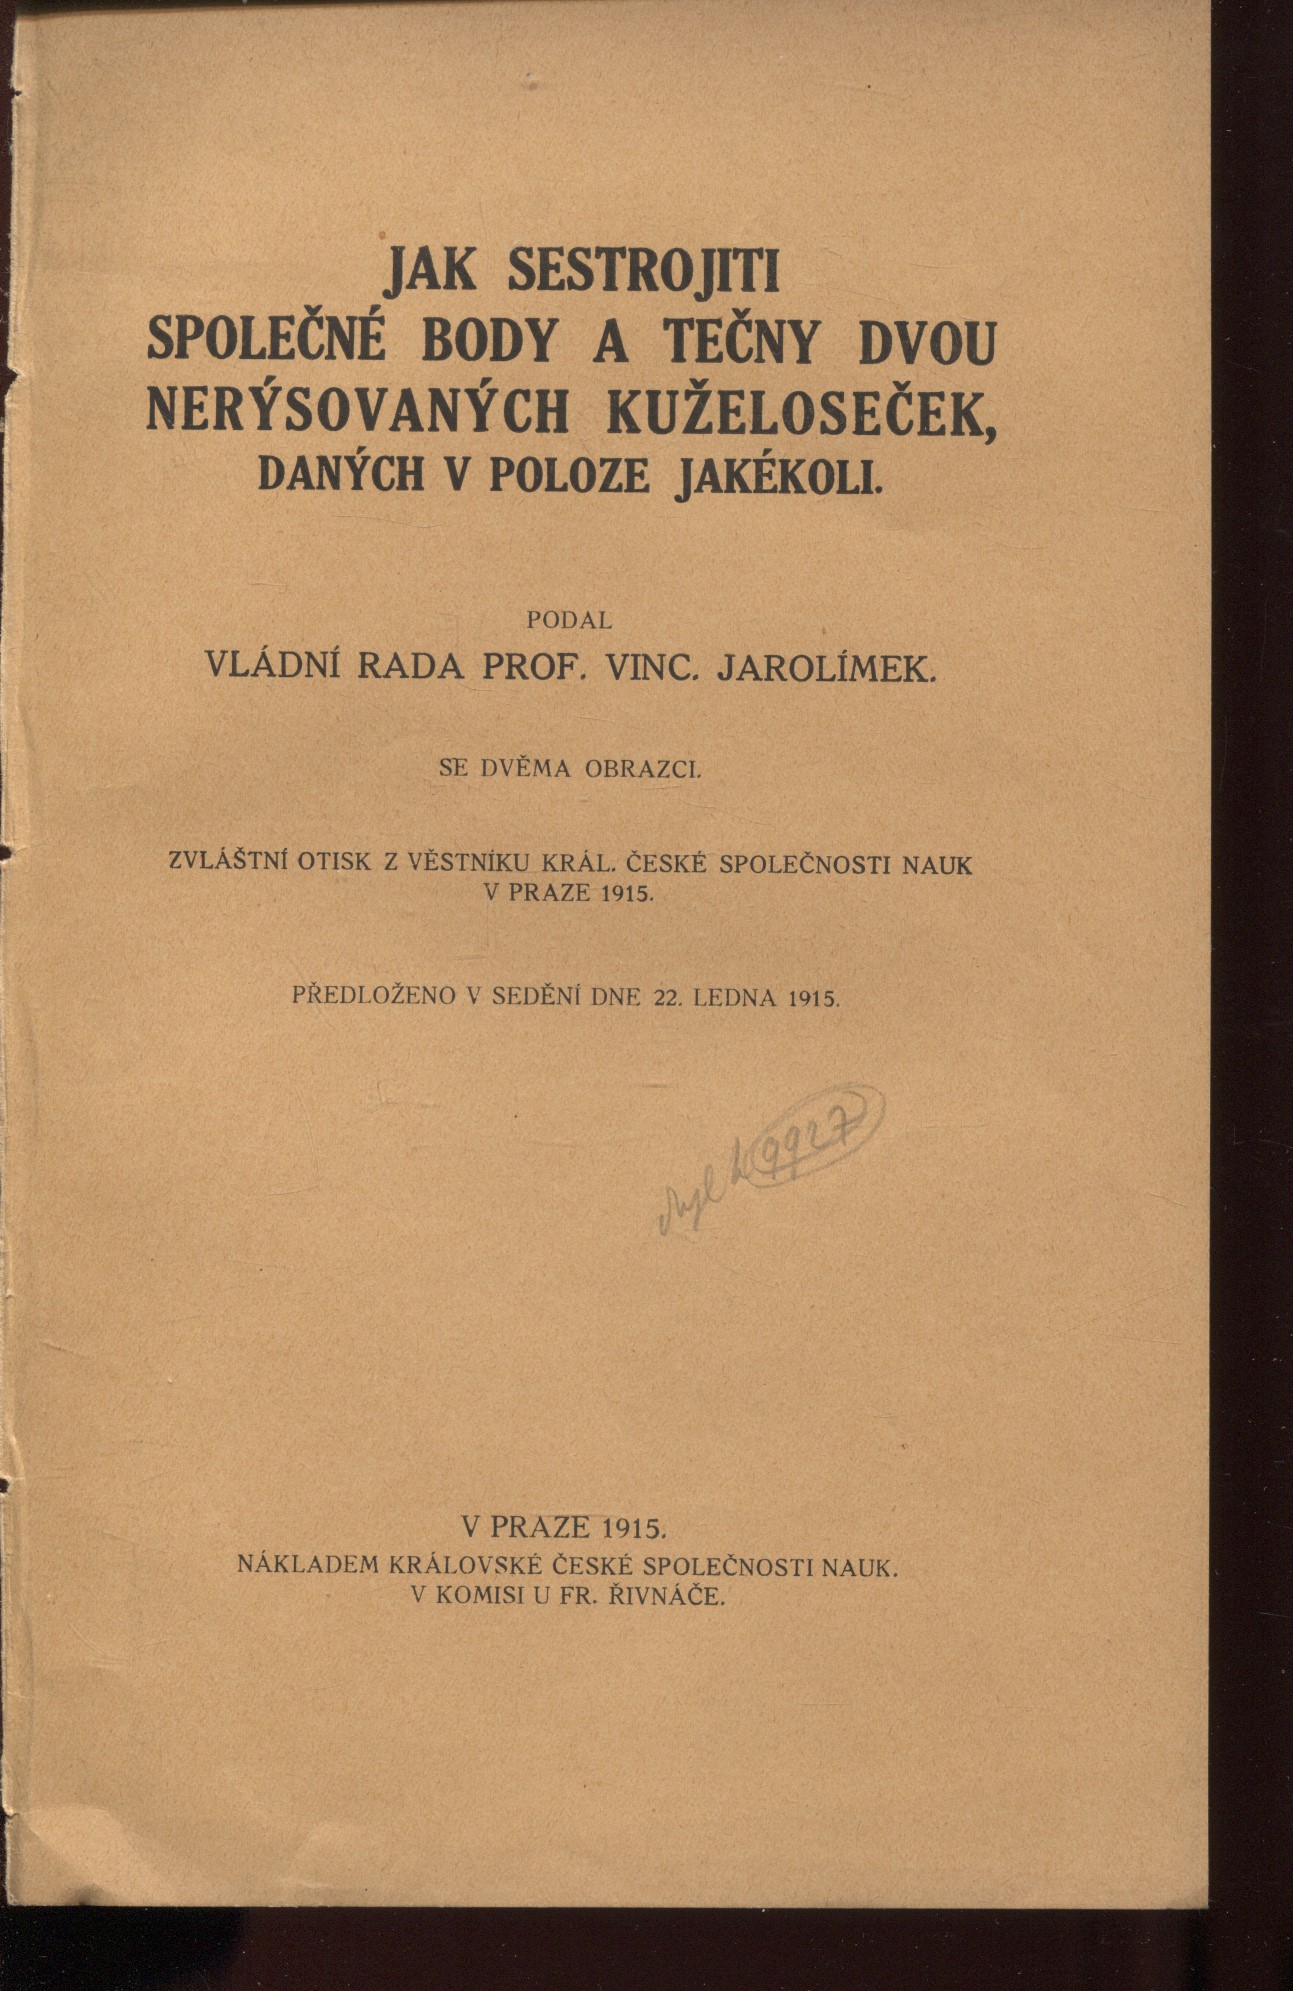 JAK SESTROJITI
SPOLEČNÉ BODY A TEČNY DVOU
NERÝSOVANÝCH KUŽELOSEČEK,
DANÝCH V POLOZE JAKÉKOLI.
PODAL
VLÁDNÍ RADA PROF. VINC. JAROLÍMEK.
SE DVĚMA OBRAZCI.
ZVLÁŠTNÍ OTISK Z VĚSTNÍKU KRÁL. ČESKÉ SPOLEČNOSTI NAUK
V PRAZE 1915.
PŘEDLOŽENO V SEDĚNÍ DNE 22. LEDNA 1915.
9927
V PRAZE 1915.
NÁKLADEM KRÁLOVSKÉ ČESKÉ SPOLEČNOSTI NAUK.
V KOMISI U FR. ŘIVNÁČE.